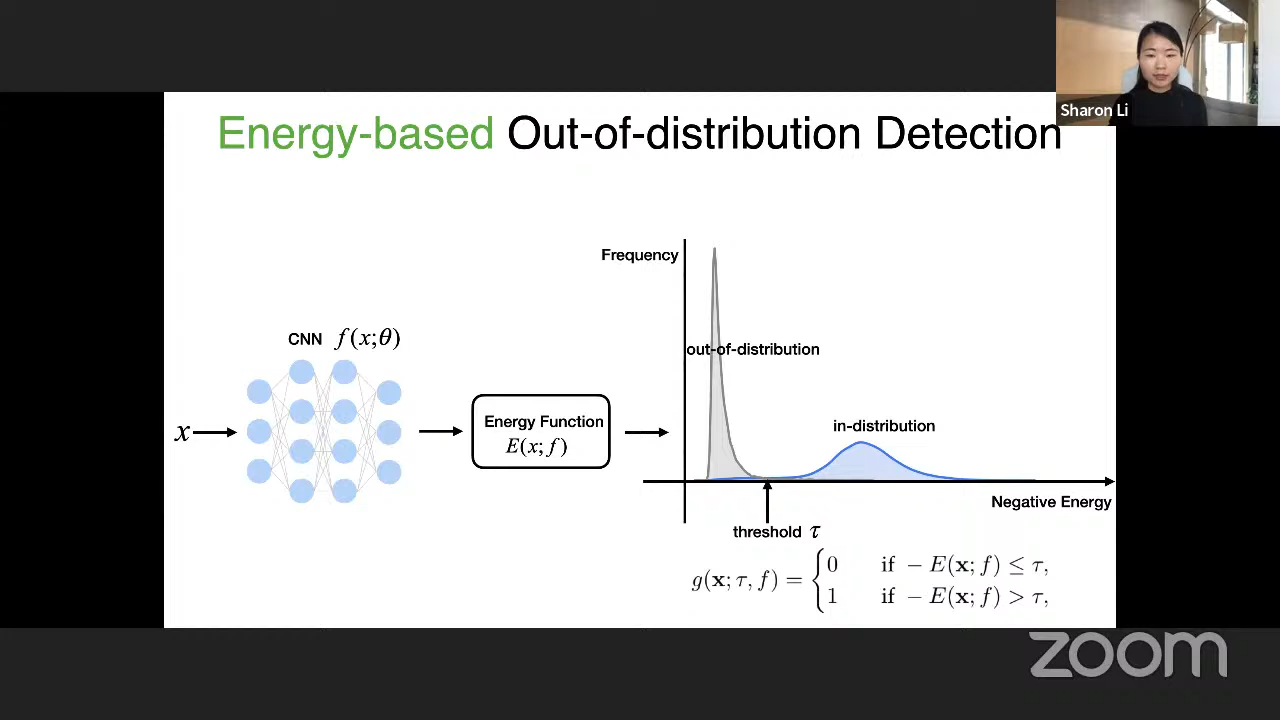 Energy-based Out-of-distribution Detection
Sharon Li
Frequency
CNN f(x;θ)
out-of-distribution
x
Energy Function
E(x; f)
in-distribution
Negative Energy
threshold τ
g(x; τ, f) = { 0 if − E(x; f) ≤ τ,
1 if − E(x; f) > τ,
zoom